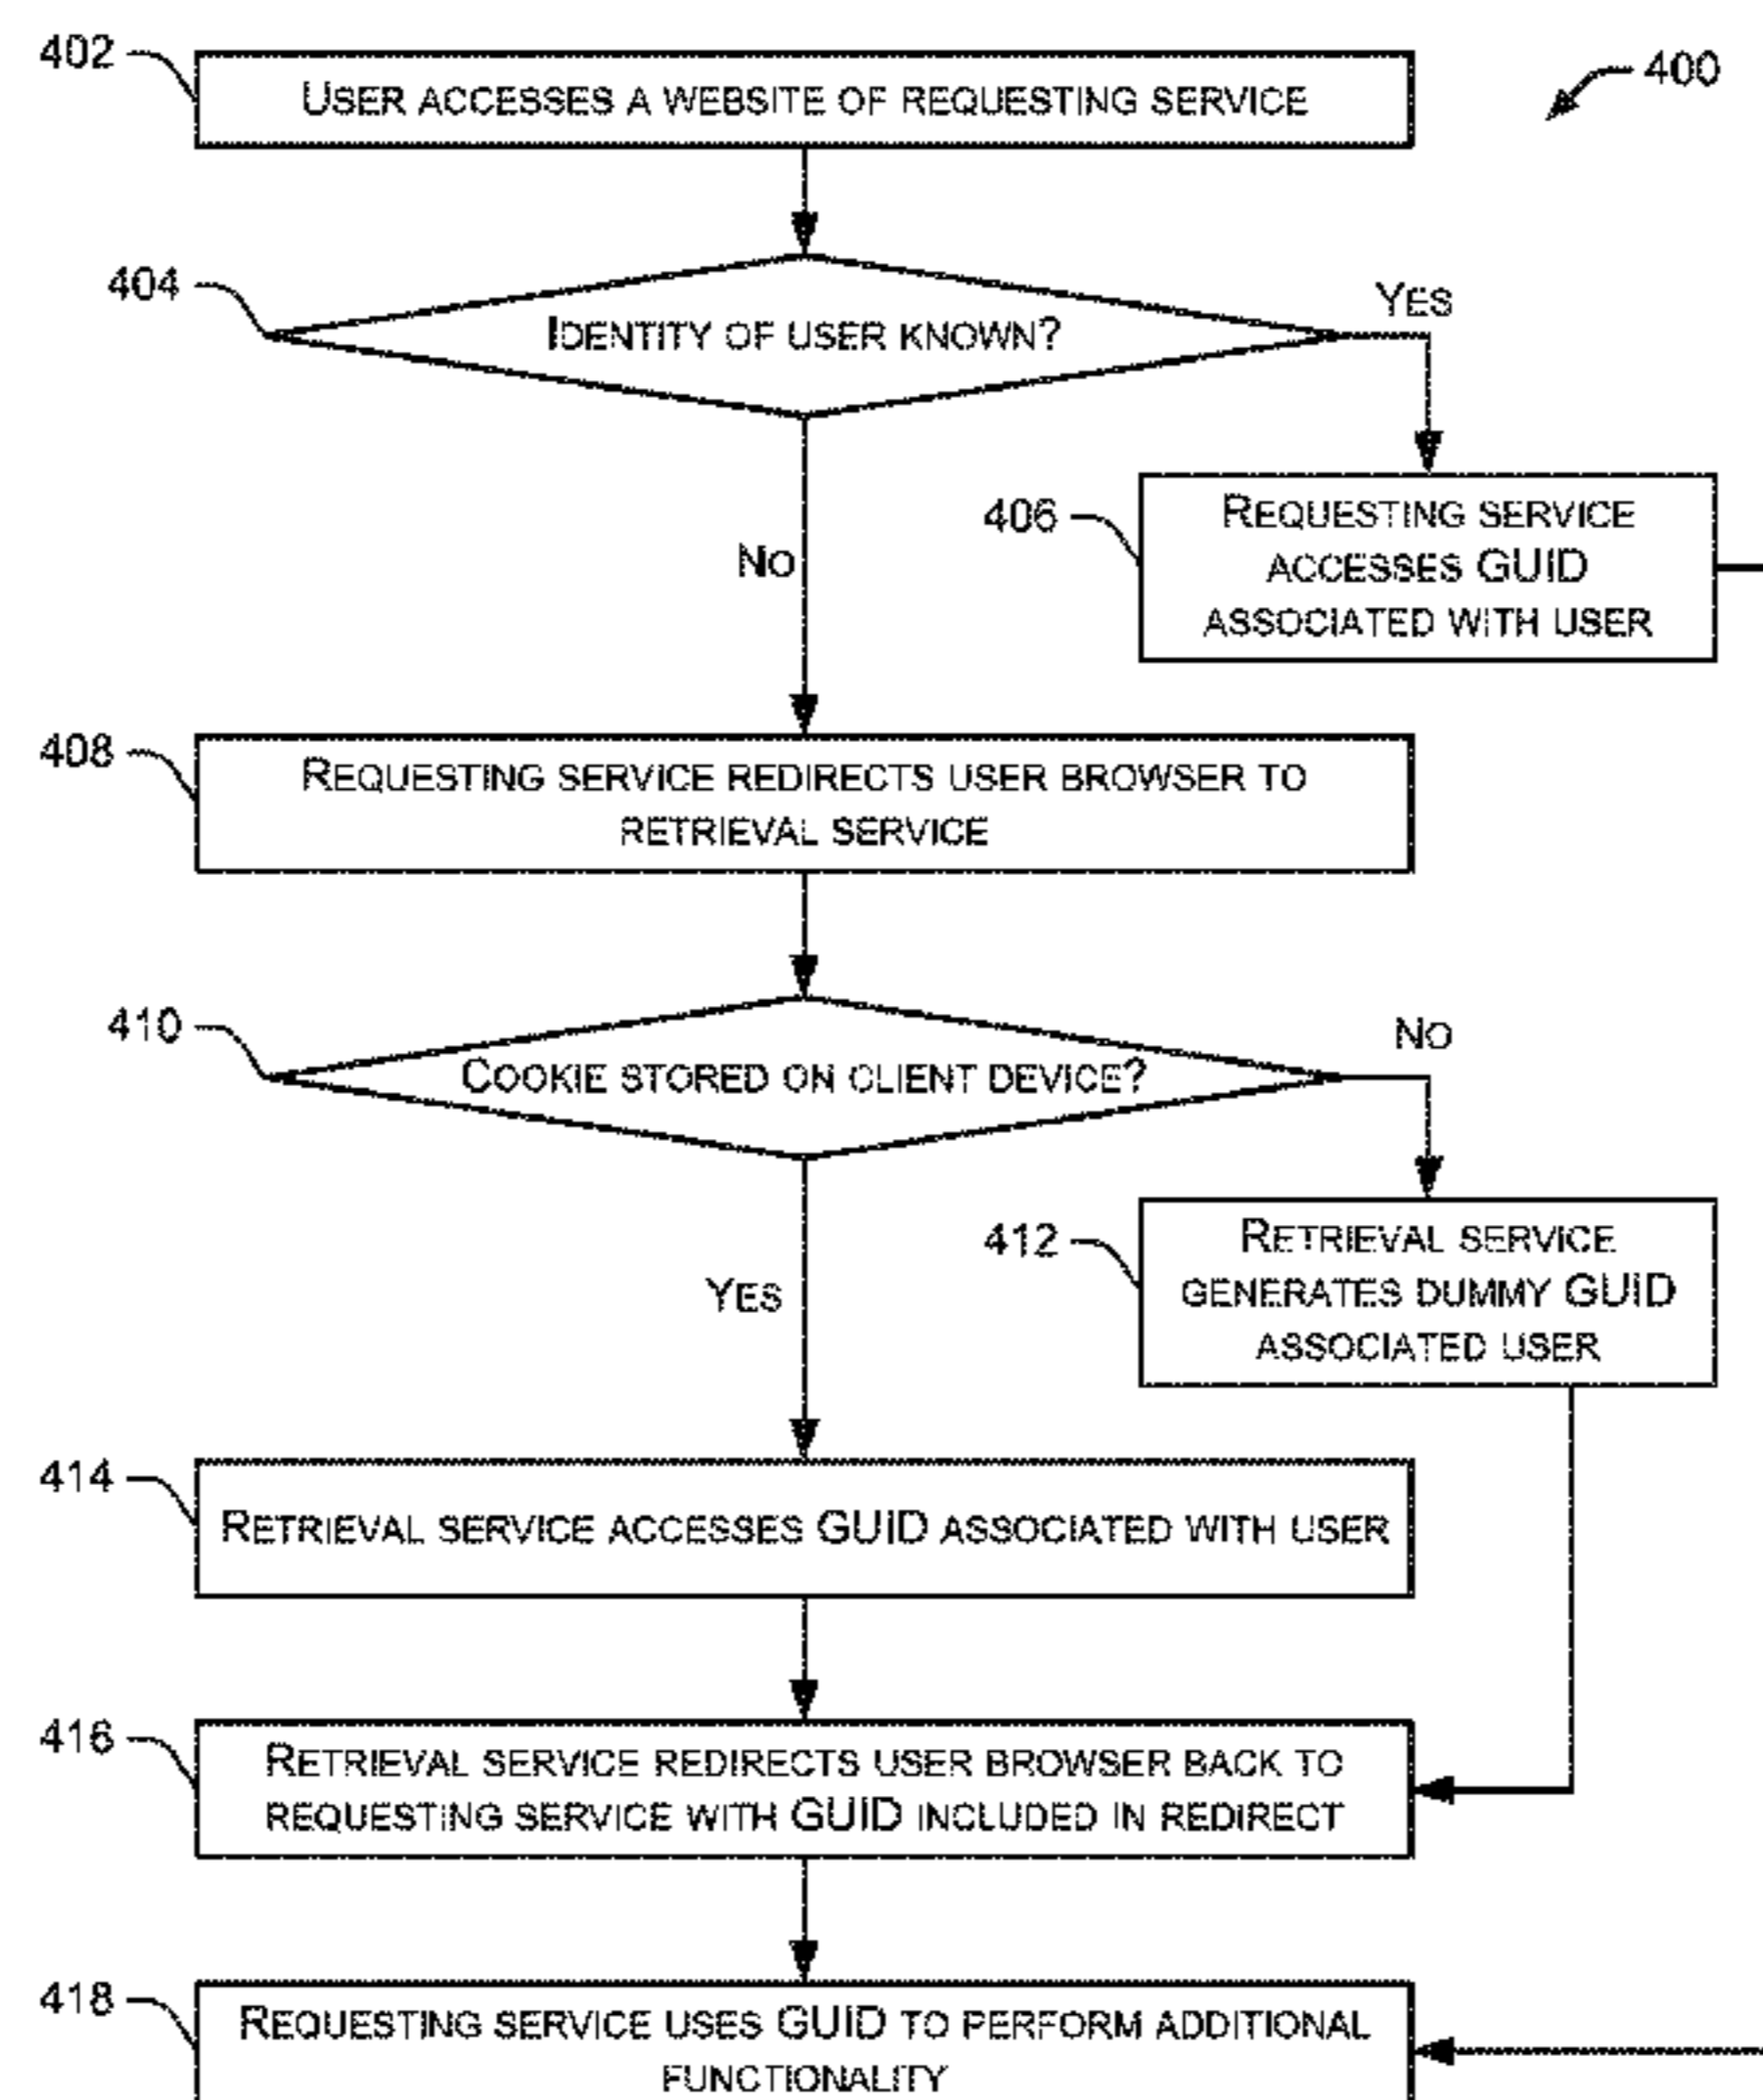 402
USER ACCESSES A WEBSITE OF REQUESTING SERVICE
400
404
IDENTITY OF USER KNOWN?
YES
406
REQUESTING SERVICE
ACCESSES GUID
ASSOCIATED WITH USER
NO
408
REQUESTING SERVICE REDIRECTS USER BROWSER TO
RETRIEVAL SERVICE
410
COOKIE STORED ON CLIENT DEVICE?
NO
412
RETRIEVAL SERVICE
GENERATES DUMMY GUID
ASSOCIATED USER
YES
414
RETRIEVAL SERVICE ACCESSES GUID ASSOCIATED WITH USER
416
RETRIEVAL SERVICE REDIRECTS USER BROWSER BACK TO
REQUESTING SERVICE WITH GUID INCLUDED IN REDIRECT
418
REQUESTING SERVICE USES GUID TO PERFORM ADDITIONAL
FUNCTIONALITY